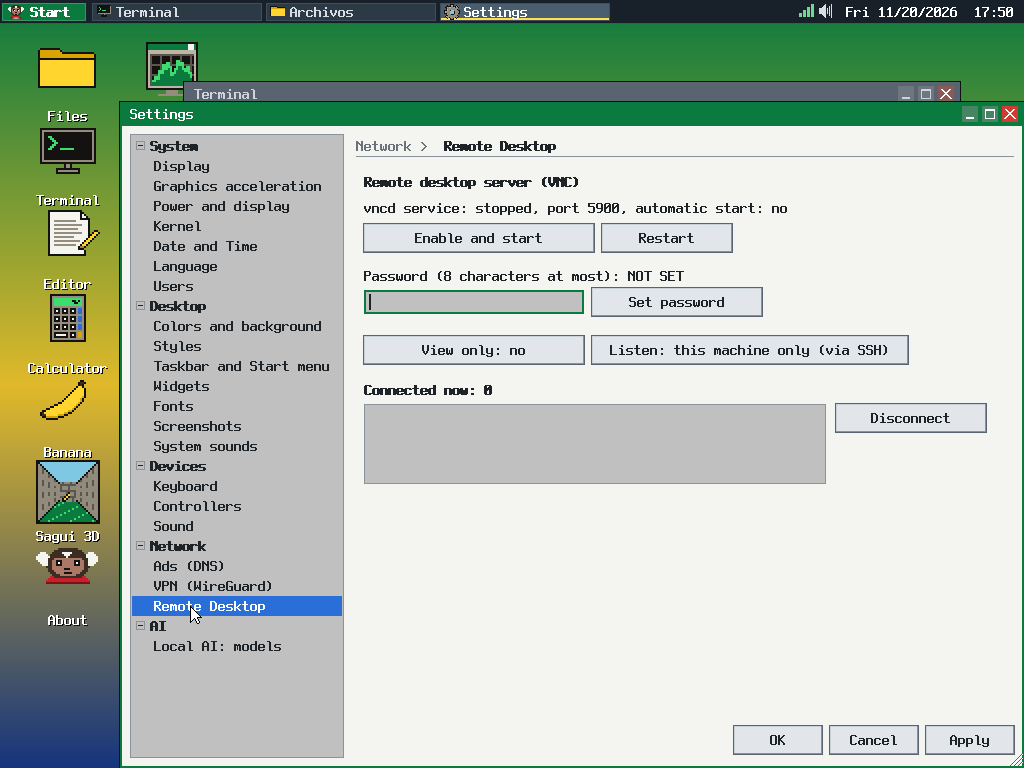 Start
Terminal
Archivos
Settings
Fri 11/20/2026 17:50
Files
Terminal
Editor
Calculator
Banana
Sagui 3D
About
Terminal
Settings
System
Display
Graphics acceleration
Power and display
Kernel
Date and Time
Language
Users
Desktop
Colors and background
Styles
Taskbar and Start menu
Widgets
Fonts
Screenshots
System sounds
Devices
Keyboard
Controllers
Sound
Network
Ads (DNS)
VPN (WireGuard)
Remote Desktop
AI
Local AI: models
Network > Remote Desktop
Remote desktop server (VNC)
vncd service: stopped, port 5900, automatic start: no
Enable and start
Restart
Password (8 characters at most): NOT SET
Set password
View only: no
Listen: this machine only (via SSH)
Connected now: 0
Disconnect
OK
Cancel
Apply